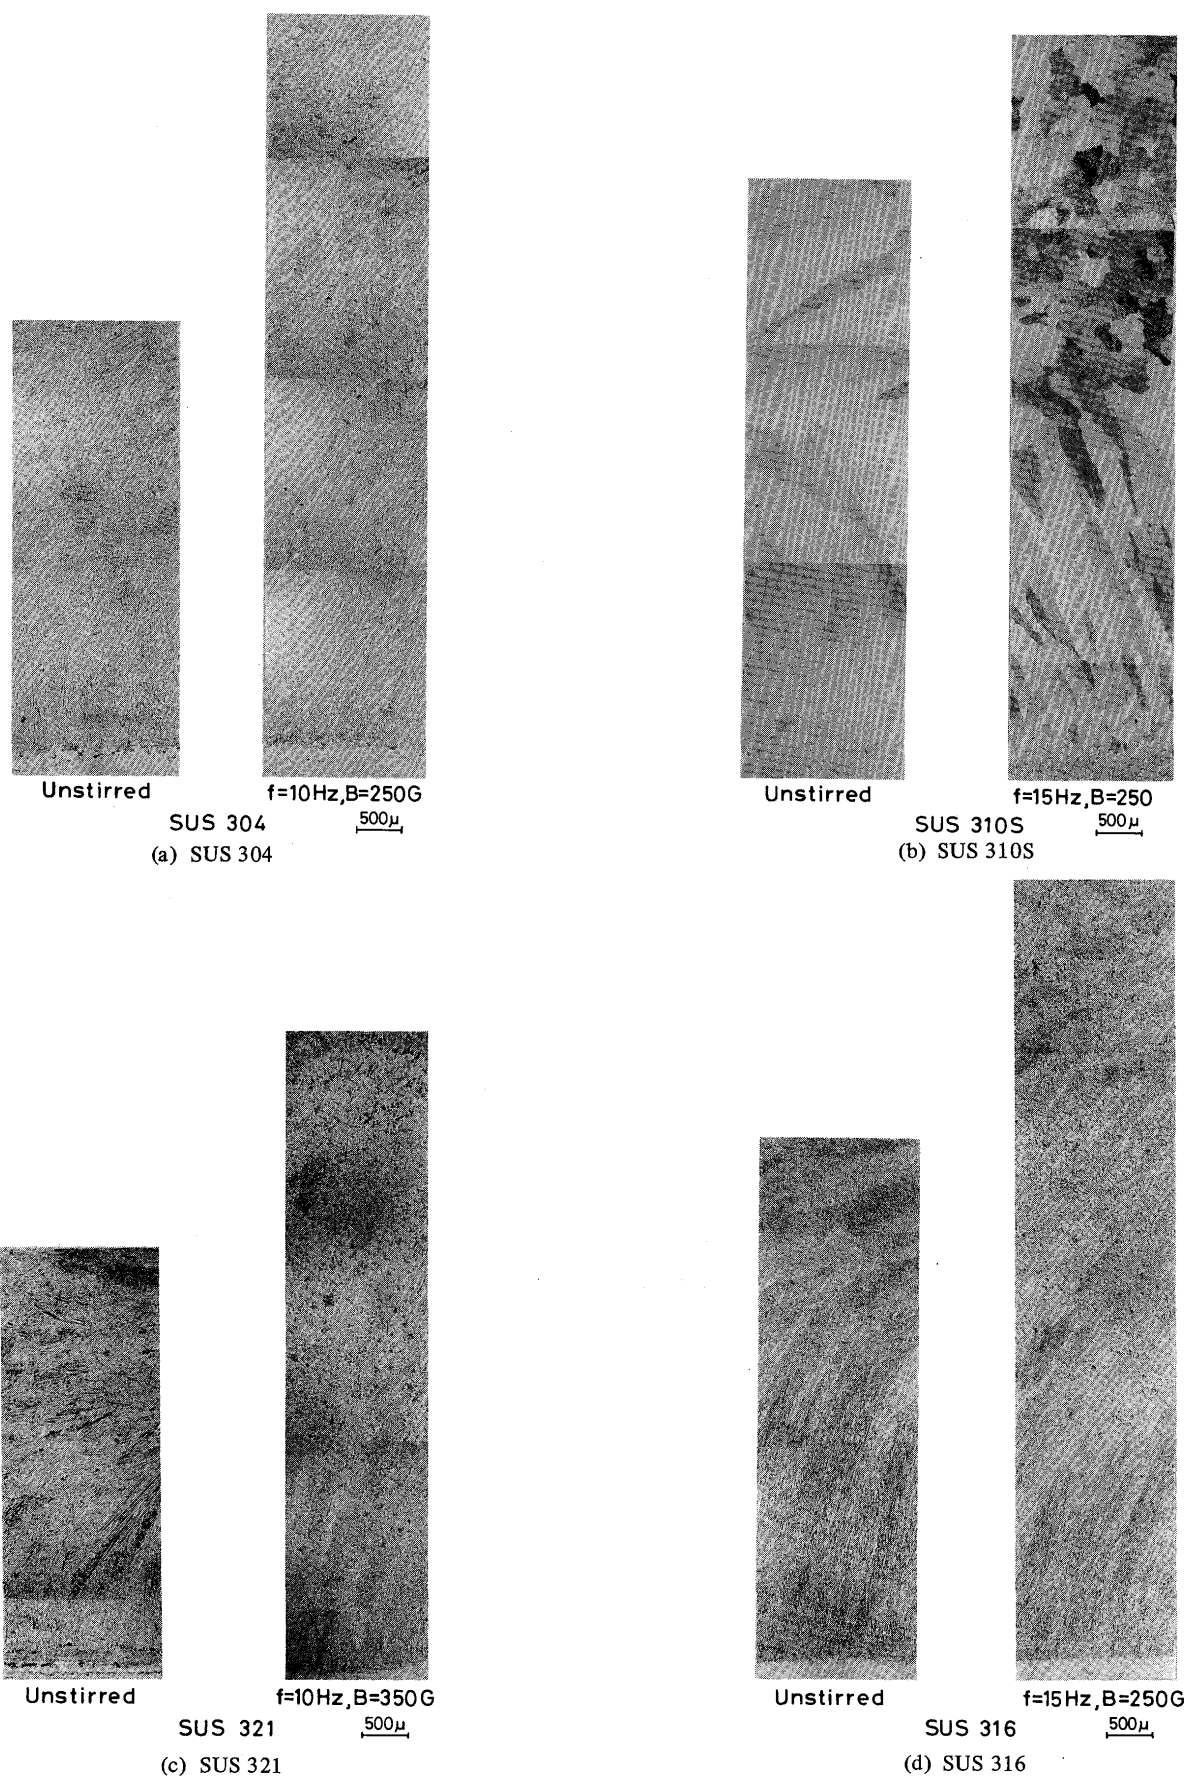 Unstirred
f=10Hz,B=250G
SUS 304
500μ
(a) SUS 304
Unstirred
f=15Hz,B=250
SUS 310S
500μ
(b) SUS 310S
Unstirred
f=10Hz,B=350G
SUS 321
500μ
(c) SUS 321
Unstirred
f=15Hz,B=250G
SUS 316
500μ
(d) SUS 316